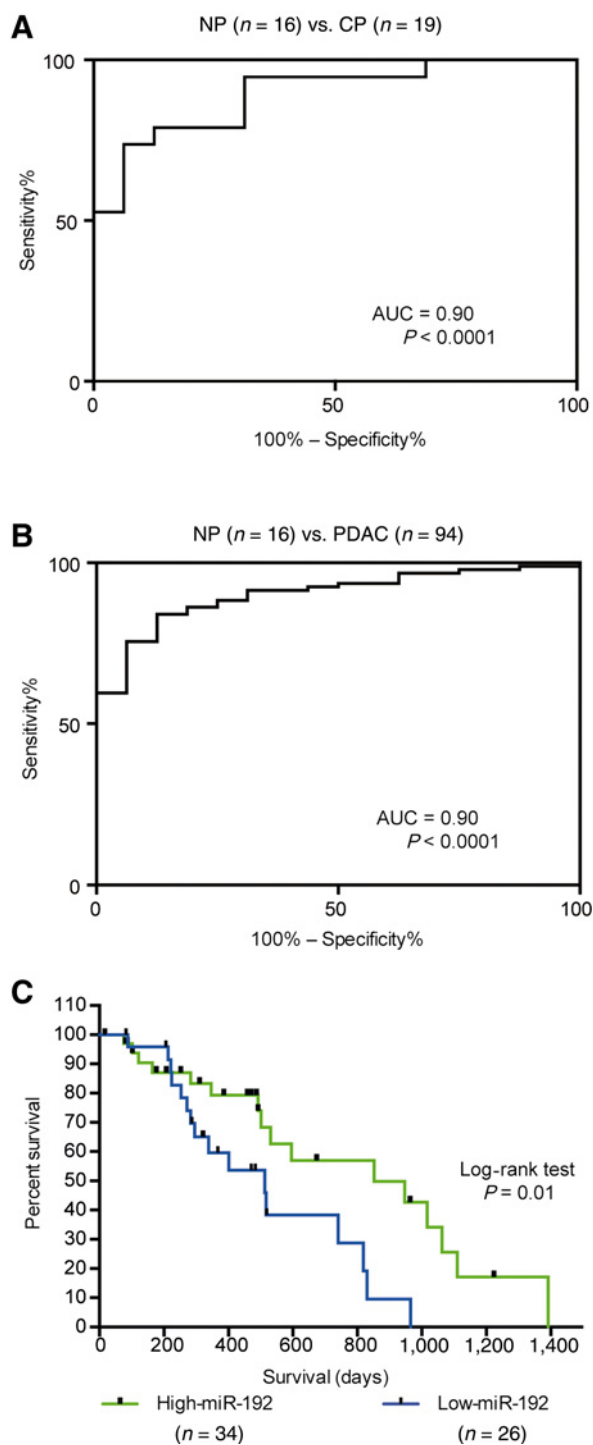 A
NP (n = 16) vs. CP (n = 19)
100
50
0
Sensitivity%
AUC = 0.90
P < 0.0001
0 50 100
100% – Specificity%
B
NP (n = 16) vs. PDAC (n = 94)
100
50
0
Sensitivity%
AUC = 0.90
P < 0.0001
0 50 100
100% – Specificity%
C
110
100
90
80
70
60
50
40
30
20
10
0
Percent survival
Log-rank test
P = 0.01
0 200 400 600 800 1,000 1,200 1,400
Survival (days)
High-miR-192 Low-miR-192
(n = 34) (n = 26)